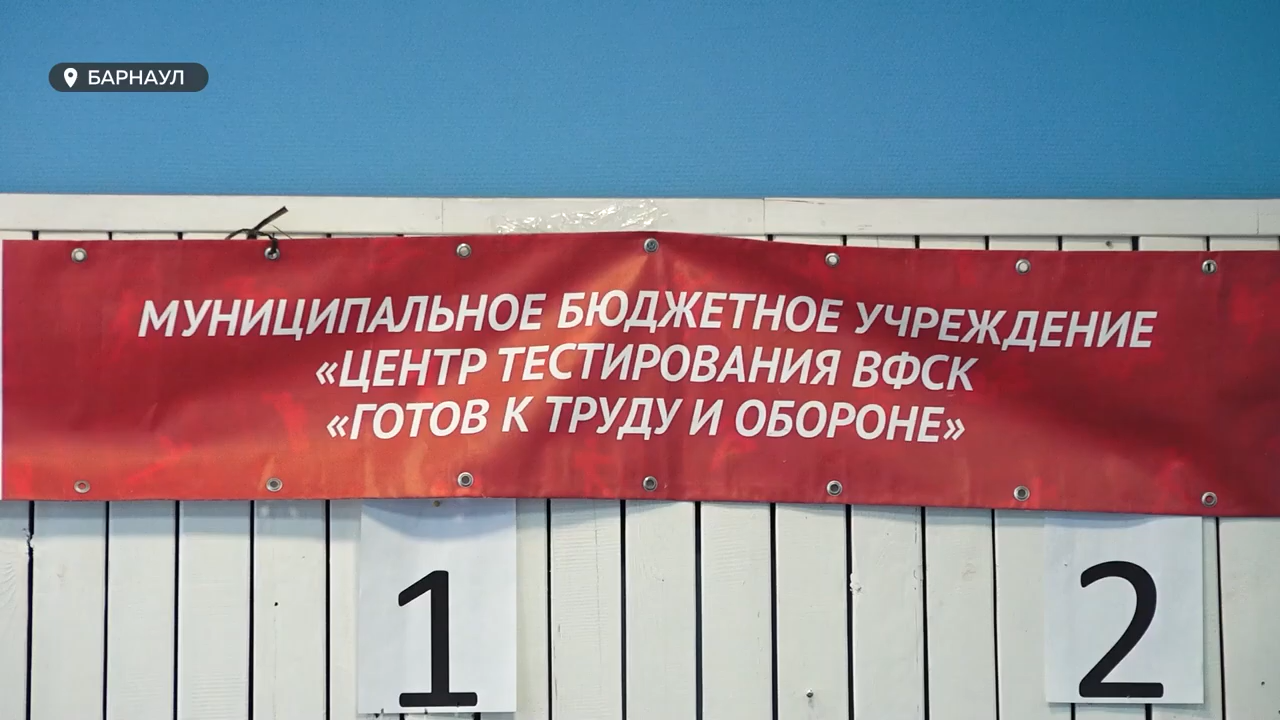 БАРНАУЛ
МУНИЦИПАЛЬНОЕ БЮДЖЕТНОЕ УЧРЕЖДЕНИЕ
«ЦЕНТР ТЕСТИРОВАНИЯ ВФСК
«ГОТОВ К ТРУДУ И ОБОРОНЕ»
1
2